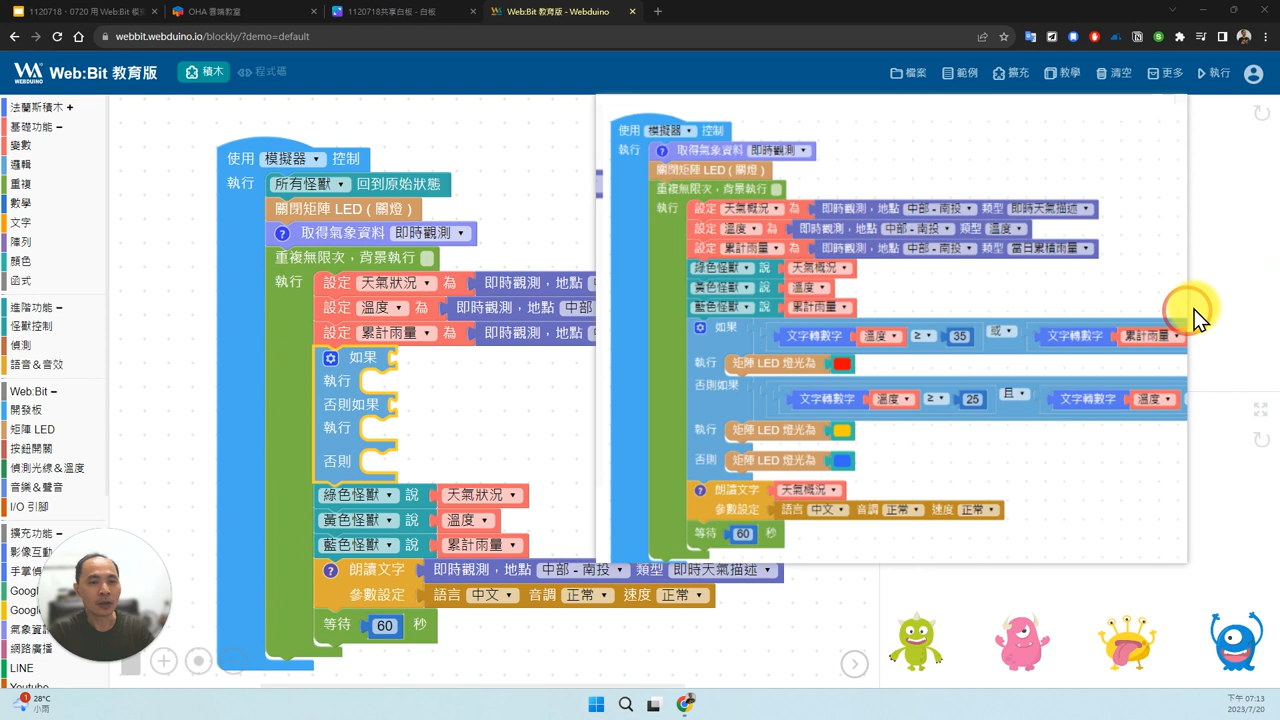 1120718 - 0720 用 Web:Bit 模
OHA 雲端教室
1120718共享白板 - 白板
Web:Bit 教育版 - Webduino
webbit.webduino.io/blockly/?demo=default
WEBDUINO
Web:Bit 教育版
積木
程式碼
檔案
範例
擴充
教學
清空
更多
執行
法蘭斯積木
基礎功能
變數
邏輯
重複
數學
文字
陣列
顏色
函式
進階功能
怪獸控制
偵測
語音＆音效
Web:Bit
開發板
矩陣 LED
按鈕開關
偵測光線＆溫度
音樂＆聲音
I/O 引腳
擴充功能
影像互動
手掌偵
Google
Google
氣象資訊
網路廣播
LINE
Youtube
使用 模擬器 控制
執行 所有怪獸 回到原始狀態
關閉矩陣 LED ( 關燈 )
? 取得氣象資料 即時觀測
重複無限次，背景執行
執行 設定 天氣狀況 為 即時觀測，地點
設定 溫度 為 即時觀測，地點 中部
設定 累計雨量 為 即時觀測，地點
如果
執行
否則如果
執行
否則
綠色怪獸 說 天氣狀況
黃色怪獸 說 溫度
藍色怪獸 說 累計雨量
? 朗讀文字 即時觀測，地點 中部 - 南投 類型 即時天氣描述
參數設定 語言 中文 音調 正常 速度 正常
等待 60 秒
使用 模擬器 控制
執行 ? 取得氣象資料 即時觀測
關閉矩陣 LED ( 關燈 )
重複無限次，背景執行
執行 設定 天氣概況 為 即時觀測，地點 中部 - 南投 類型 即時天氣描述
設定 溫度 為 即時觀測，地點 中部 - 南投 類型 溫度
設定 累計雨量 為 即時觀測，地點 中部 - 南投 類型 當日累積雨量
綠色怪獸 說 天氣概況
黃色怪獸 說 溫度
藍色怪獸 說 累計雨量
如果 文字轉數字 溫度 ≥ 35 或 文字轉數字 累計雨量
執行 矩陣 LED 燈光為
否則如果 文字轉數字 溫度 ≥ 25 且 文字轉數字 溫度
執行 矩陣 LED 燈光為
否則 矩陣 LED 燈光為
? 朗讀文字 天氣概況
參數設定 語言 中文 音調 正常 速度 正常
等待 60 秒
1
28°C
小雨
下午 07:13
2023/7/20